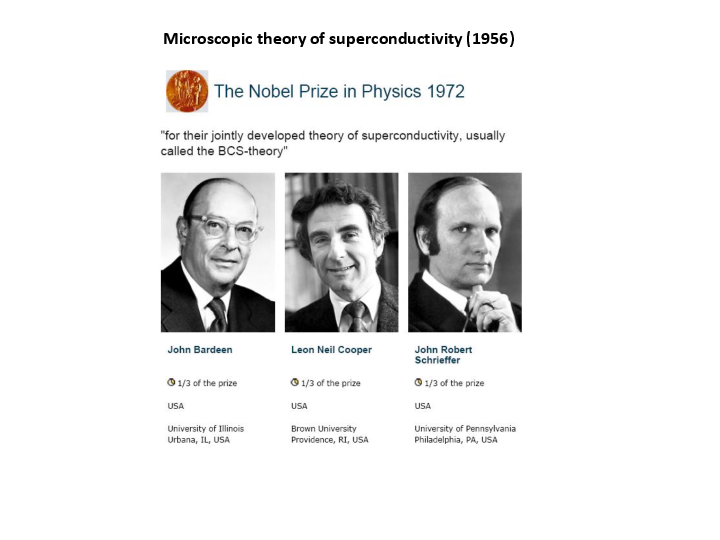 Microscopic theory of superconductivity (1956)
The Nobel Prize in Physics 1972
"for their jointly developed theory of superconductivity, usually
called the BCS-theory"
John Bardeen
1/3 of the prize
USA
University of Illinois
Urbana, IL, USA
Leon Neil Cooper
1/3 of the prize
USA
Brown University
Providence, RI, USA
John Robert
Schrieffer
1/3 of the prize
USA
University of Pennsylvania
Philadelphia, PA, USA